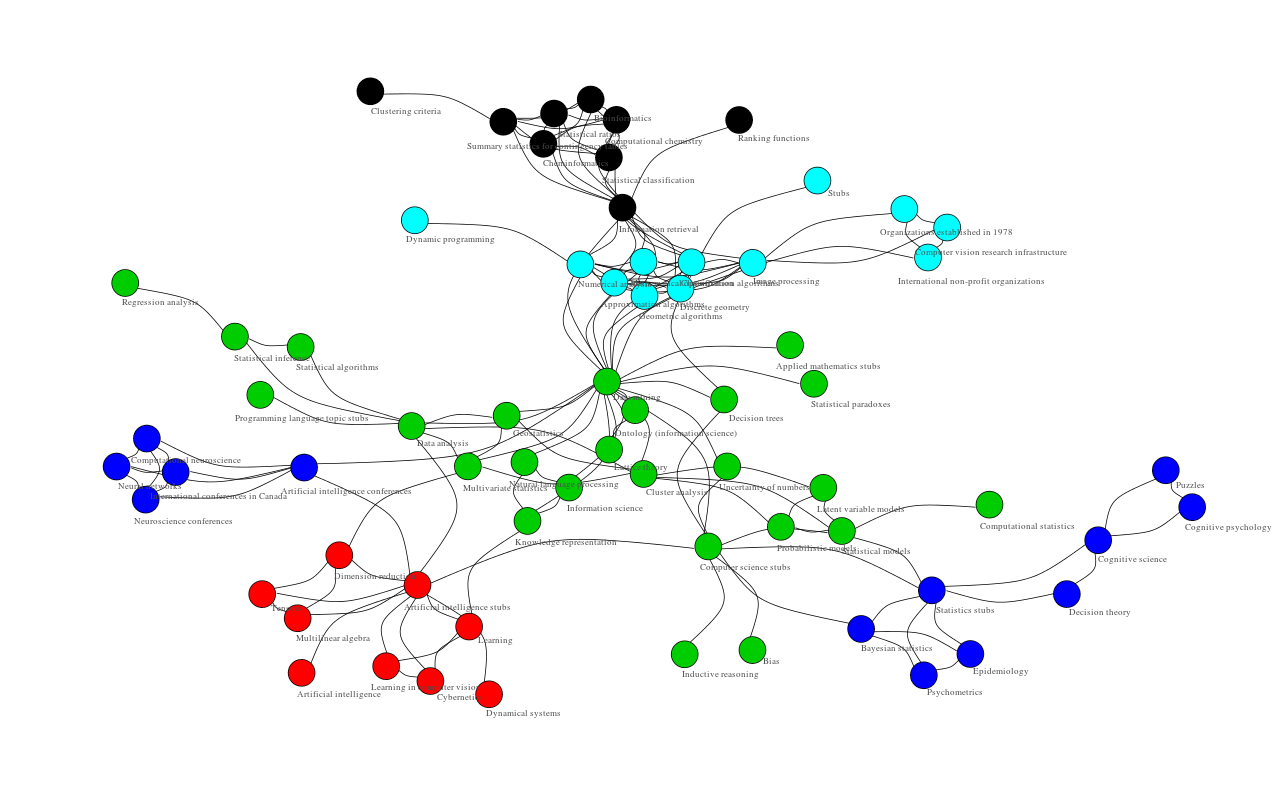 Clustering criteria
Bioinformatics
Statistical ratios
Computational chemistry
Ranking functions
Summary statistics for contingency tables
Cheminformatics
Statistical classification
Stubs
Information retrieval
Organizations established in 1978
Dynamic programming
Computer vision research infrastructure
Image processing
International non-profit organizations
Numerical
Discrete geometry
Approximation algorithms
Geometric algorithms
Regression analysis
Statistical inference
Statistical algorithms
Applied mathematics stubs
Data mining
Statistical paradoxes
Programming language topic stubs
Decision trees
Geostatistics
Ontology (information science)
Data analysis
Computational neuroscience
Lattice theory
Neural networks
Natural language processing
Uncertainty of numbers
Puzzles
International conferences in Canada
Artificial intelligence conferences
Multivariate statistics
Cluster analysis
Information science
Latent variable models
Neuroscience conferences
Computational statistics
Cognitive psychology
Knowledge representation
Probabilistic models
Statistical models
Cognitive science
Computer science stubs
Dimension reduction
Artificial intelligence stubs
Statistics stubs
Decision theory
Multilinear algebra
Learning
Bayesian statistics
Inductive reasoning
Bias
Epidemiology
Artificial intelligence
Learning in computer vision
Cybernetics
Psychometrics
Dynamical systems